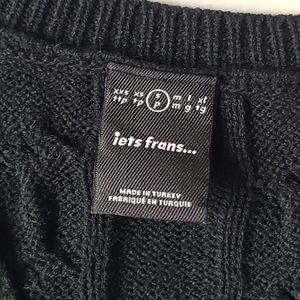 xxs xs s m l xl
ttp tp p m g tg
iets frans...
MADE IN TURKEY
FABRIQUÉ EN TURQUIE